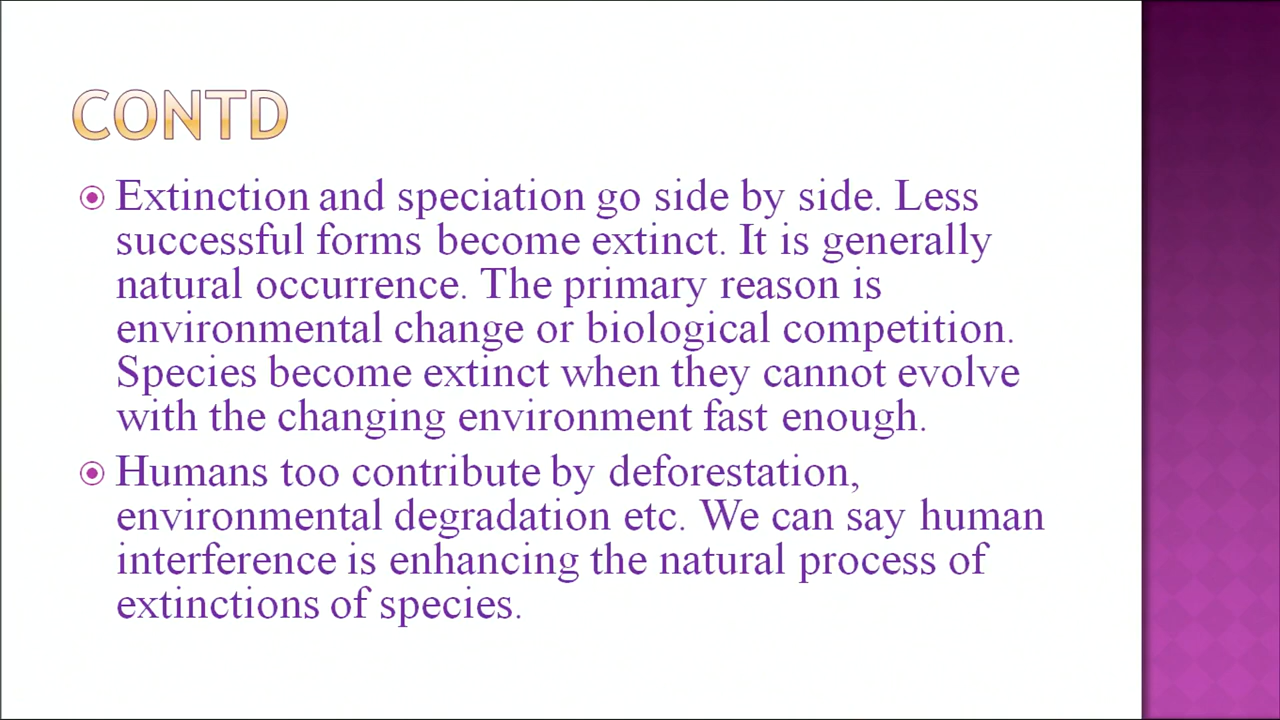 CONTD
Extinction and speciation go side by side. Less
successful forms become extinct. It is generally
natural occurrence. The primary reason is
environmental change or biological competition.
Species become extinct when they cannot evolve
with the changing environment fast enough.
Humans too contribute by deforestation,
environmental degradation etc. We can say human
interference is enhancing the natural process of
extinctions of species.